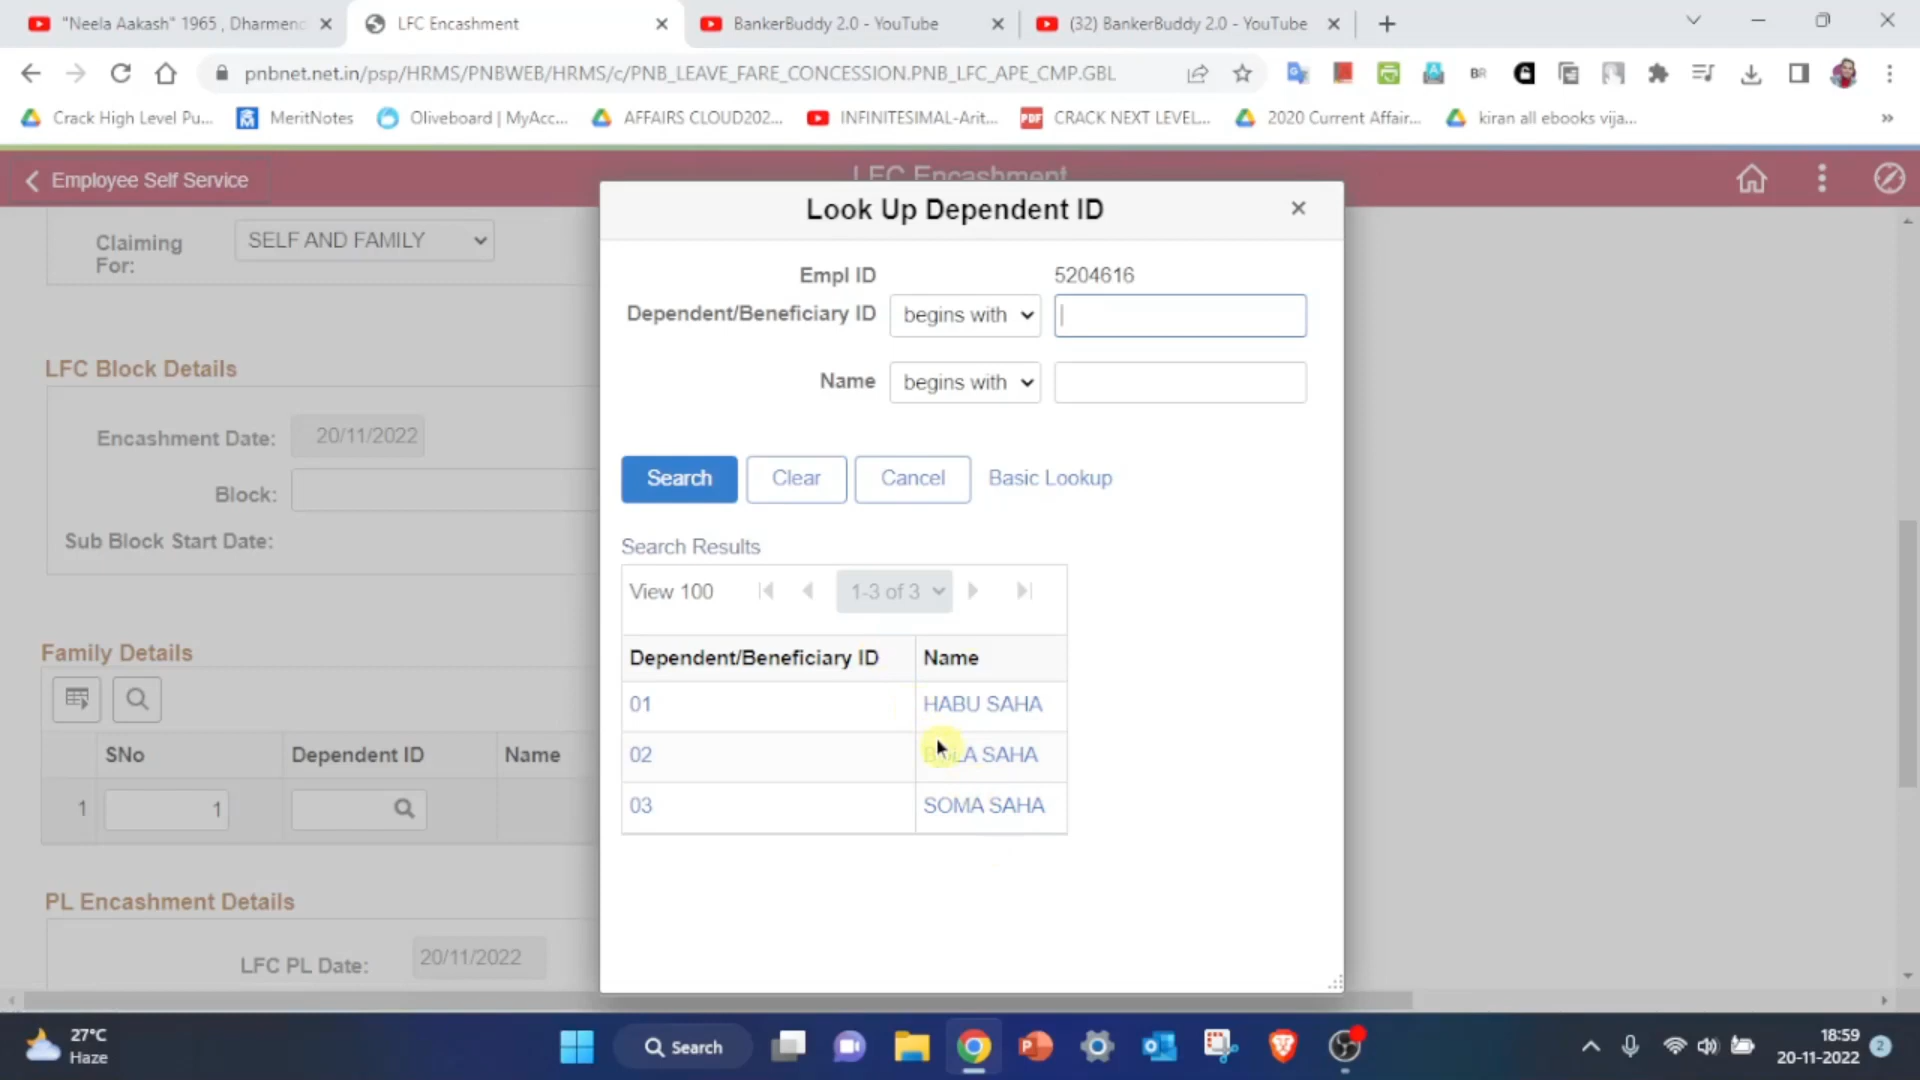 "Neela Aakash" 1965 , Dharmend
LFC Encashment
BankerBuddy 2.0 - YouTube
(32) BankerBuddy 2.0 - YouTube
pnbnet.net.in/psp/HRMS/PNBWEB/HRMS/c/PNB_LEAVE_FARE_CONCESSION.PNB_LFC_APE_CMP.GBL
BR
Crack High Level Pu...
MeritNotes
Oliveboard | MyAcc...
AFFAIRS CLOUD202...
INFINITESIMAL-Arit...
PDF
CRACK NEXT LEVEL...
2020 Current Affair...
kiran all ebooks vija...
»
Employee Self Service
LFC Encashment
Claiming
For:
SELF AND FAMILY
LFC Block Details
Encashment Date:
20/11/2022
Block:
Sub Block Start Date:
Family Details
SNo
Dependent ID
Name
1
1
PL Encashment Details
LFC PL Date:
20/11/2022
Look Up Dependent ID
Empl ID
5204616
Dependent/Beneficiary ID
begins with
Name
begins with
Search
Clear
Cancel
Basic Lookup
Search Results
View 100
1-3 of 3
Dependent/Beneficiary ID
Name
01
HABU SAHA
02
SAHA
03
SOMA SAHA
27°C
Haze
Search
18:59
20-11-2022
2